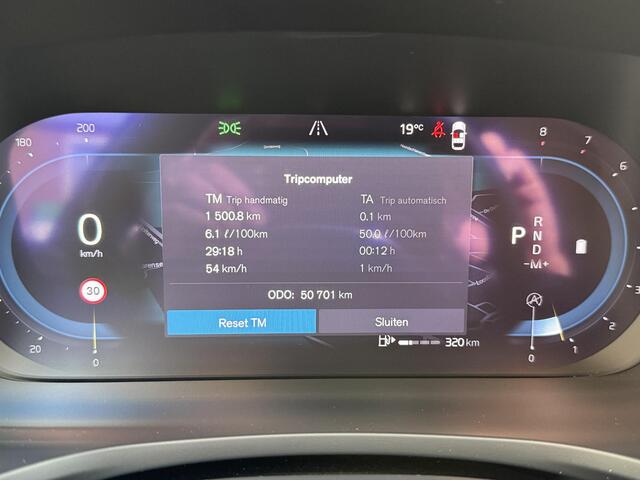 200
180
20
0
19°C
8
7
6
3
2
1
0
Tripcomputer
TM Trip handmatig
1 500.8 km
6.1 ℓ/100km
29:18 h
54 km/h
TA Trip automatisch
0.1 km
50.0 ℓ/100km
00:12 h
1 km/h
ODO: 50 701 km
Reset TM
Sluiten
0
km/h
30
P
R
N
D
-M+
A
320 km